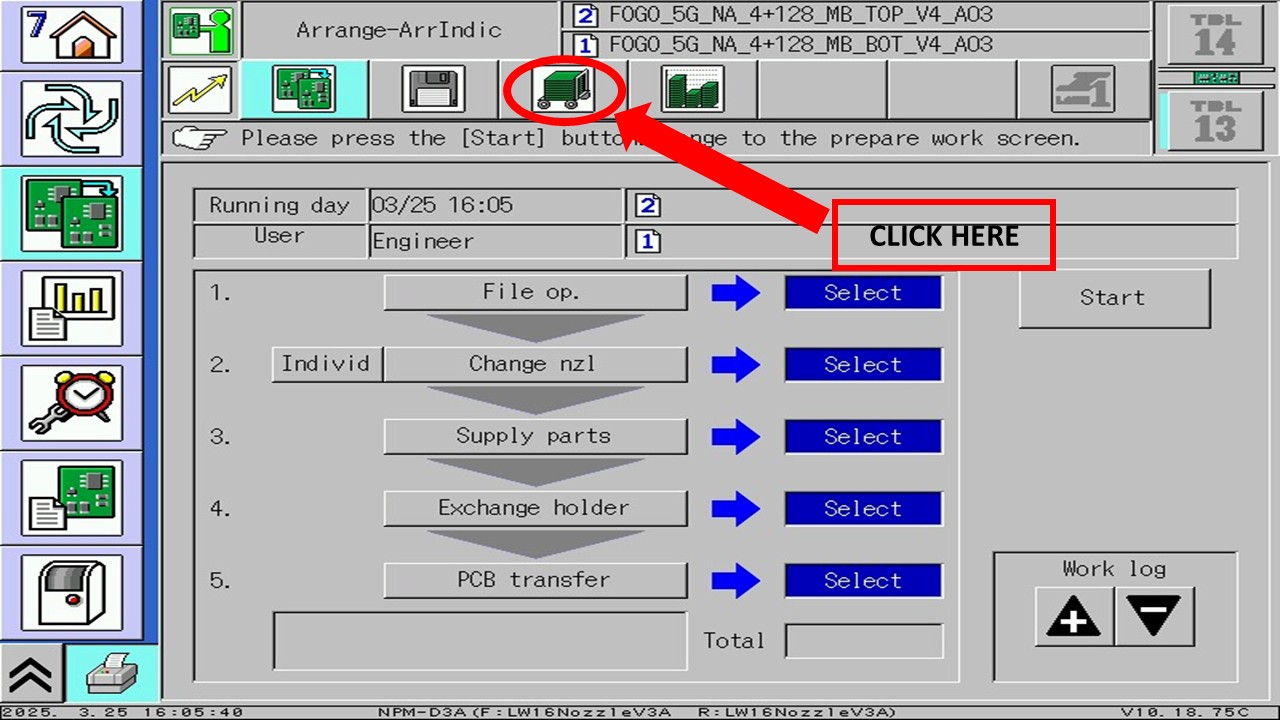 7
Arrange-ArrIndic
2 FOGO_5G_NA_4+128_MB_TOP_V4_A03
1 FOGO_5G_NA_4+128_MB_BOT_V4_A03
TBL
14
TBL
13
Please press the [Start] butto nge to the prepare work screen.
Running day 03/25 16:05 2
User Engineer 1
CLICK HERE
1. File op. Select
Start
2. Individ Change nzl Select
3. Supply parts Select
4. Exchange holder Select
5. PCB transfer Select
Work log
Total
2025. 3.25 16:05:40 NPM-D3A(F:LW16NozzleV3A R:LW16NozzleV3A) V10.18.75C